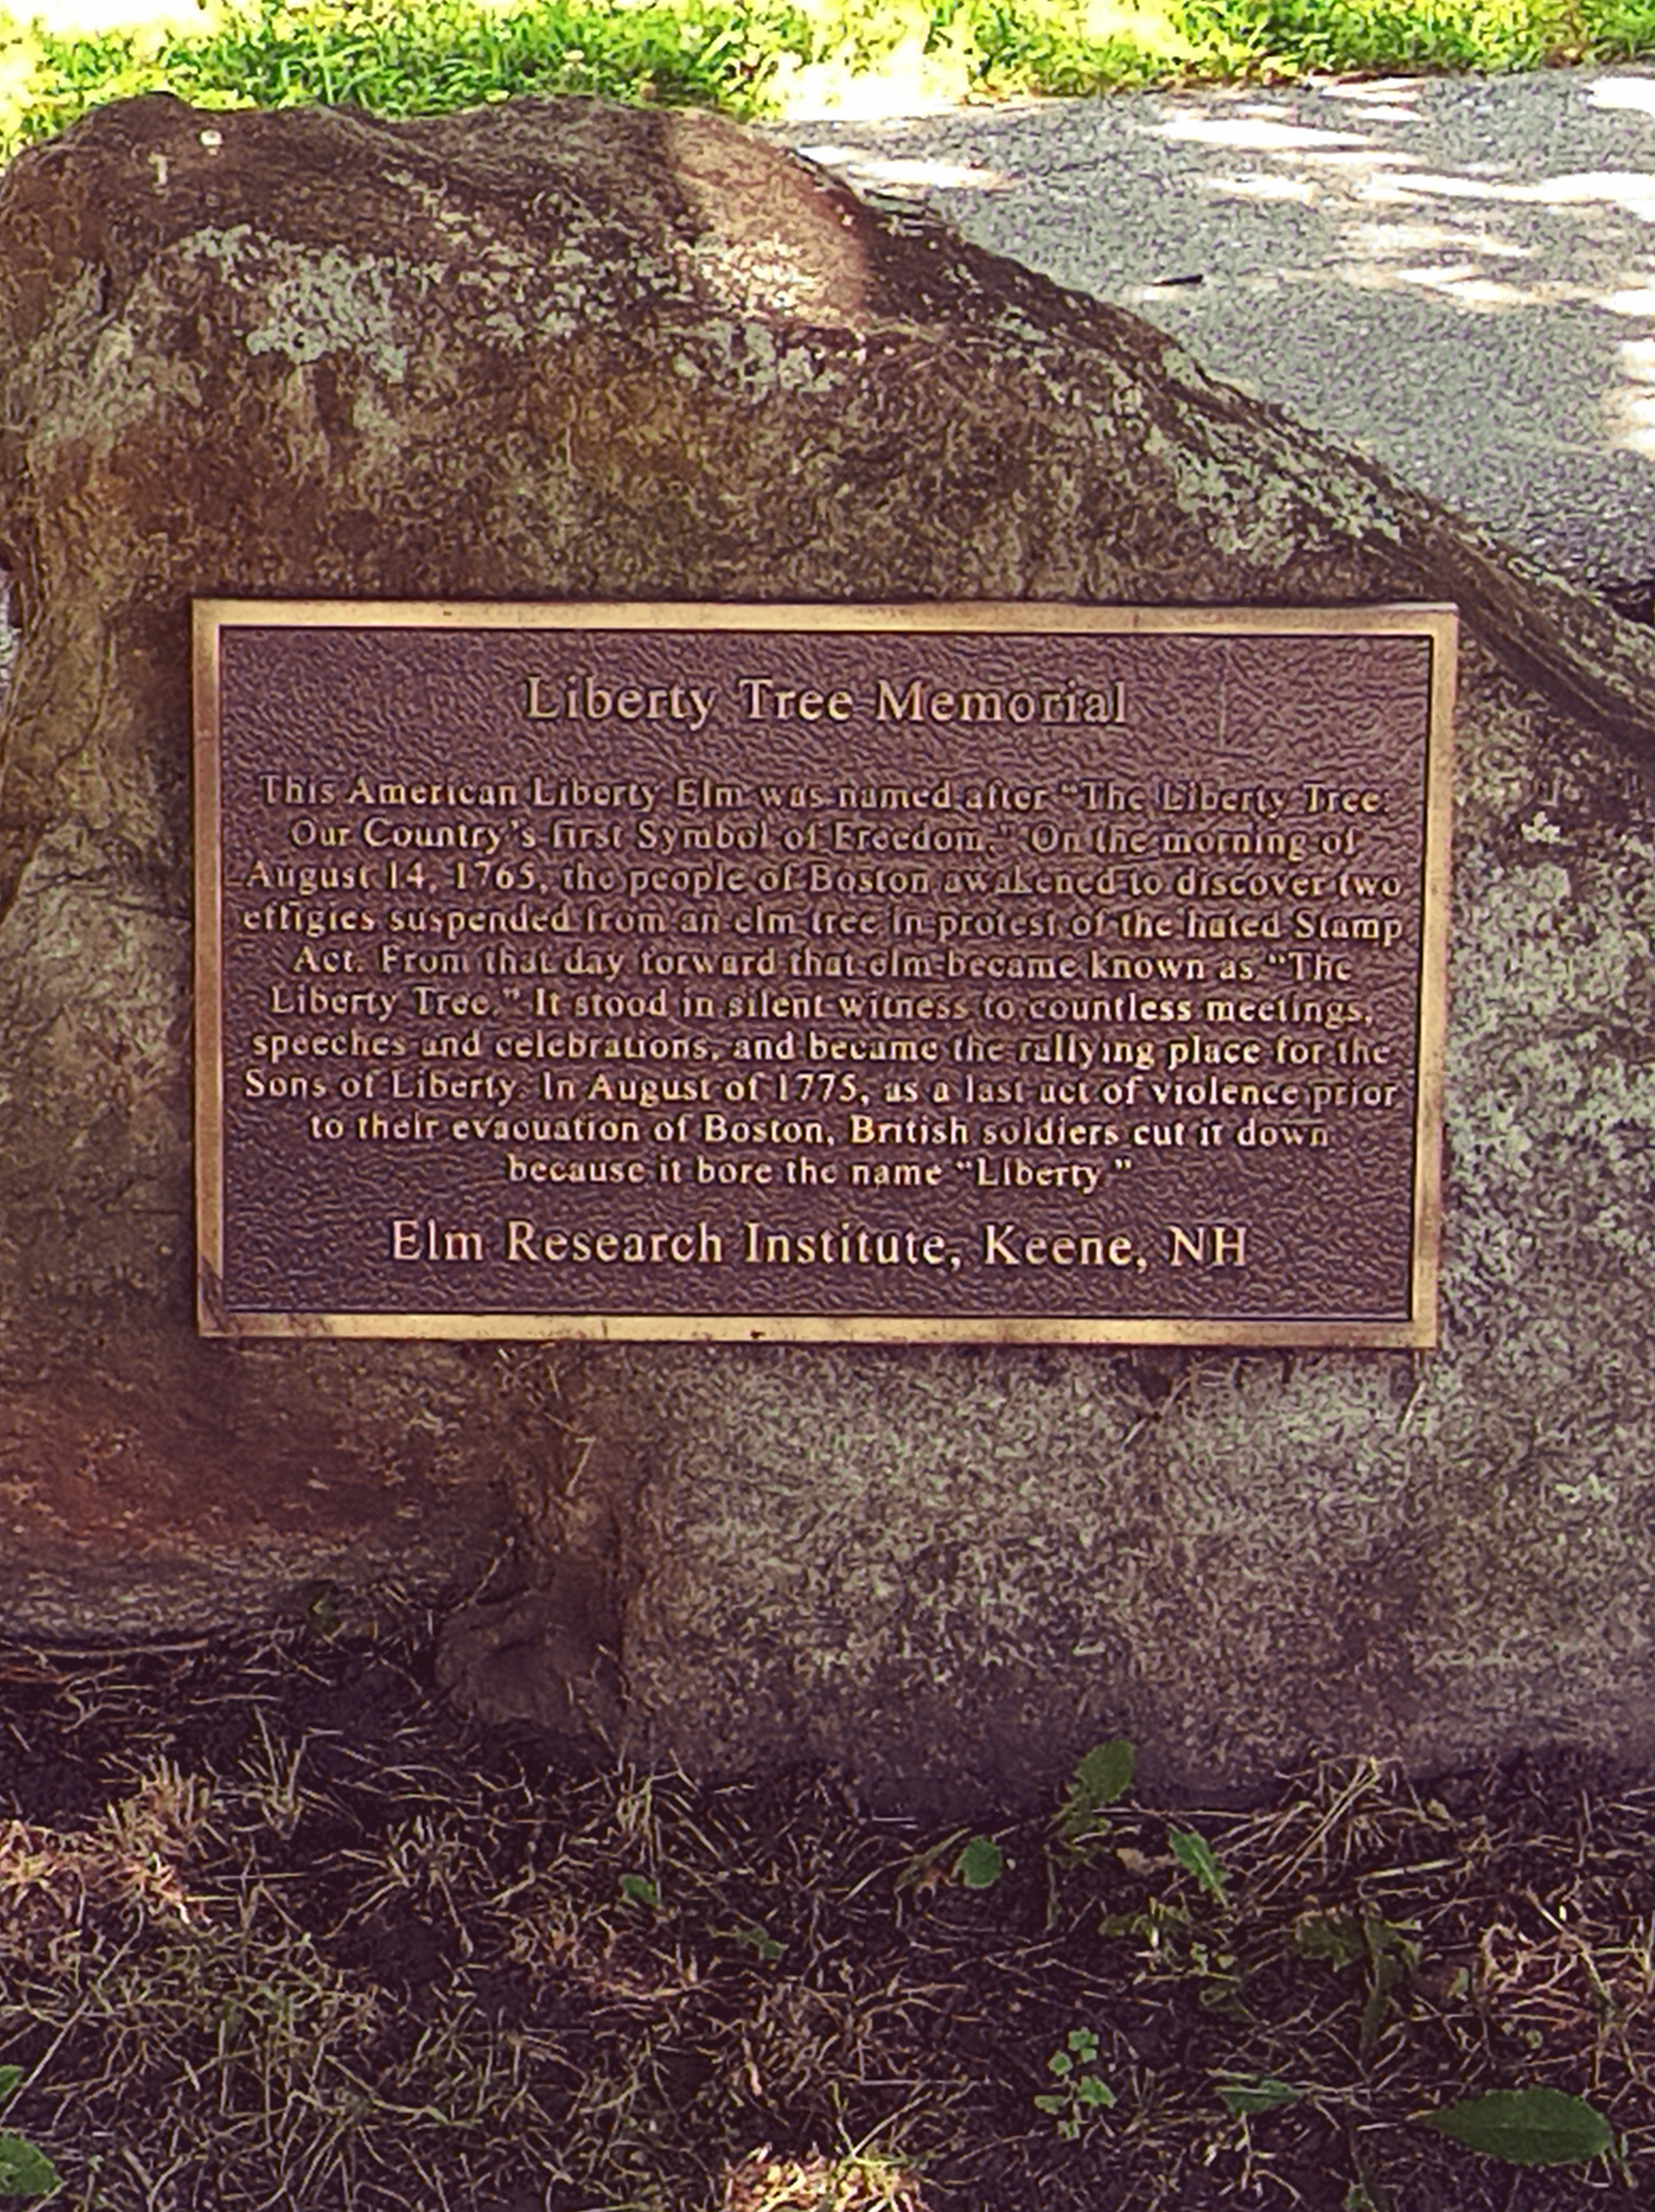 Liberty Tree Memorial
This American Liberty Elm was named after “The Liberty Tree:
Our Country’s first Symbol of Freedom.” On the morning of
August 14, 1765, the people of Boston awakened to discover two
effigies suspended from an elm tree in protest of the hated Stamp
Act. From that day forward that elm became known as “The
Liberty Tree.” It stood in silent witness to countless meetings,
speeches and celebrations, and became the rallying place for the
Sons of Liberty. In August of 1775, as a last act of violence prior
to their evacuation of Boston, British soldiers cut it down
because it bore the name “Liberty”
Elm Research Institute, Keene, NH